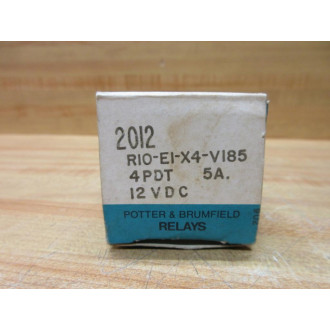 2012
R10-E1-X4-V185
4PDT 5A.
12 VDC
POTTER & BRUMFIELD
RELAYS